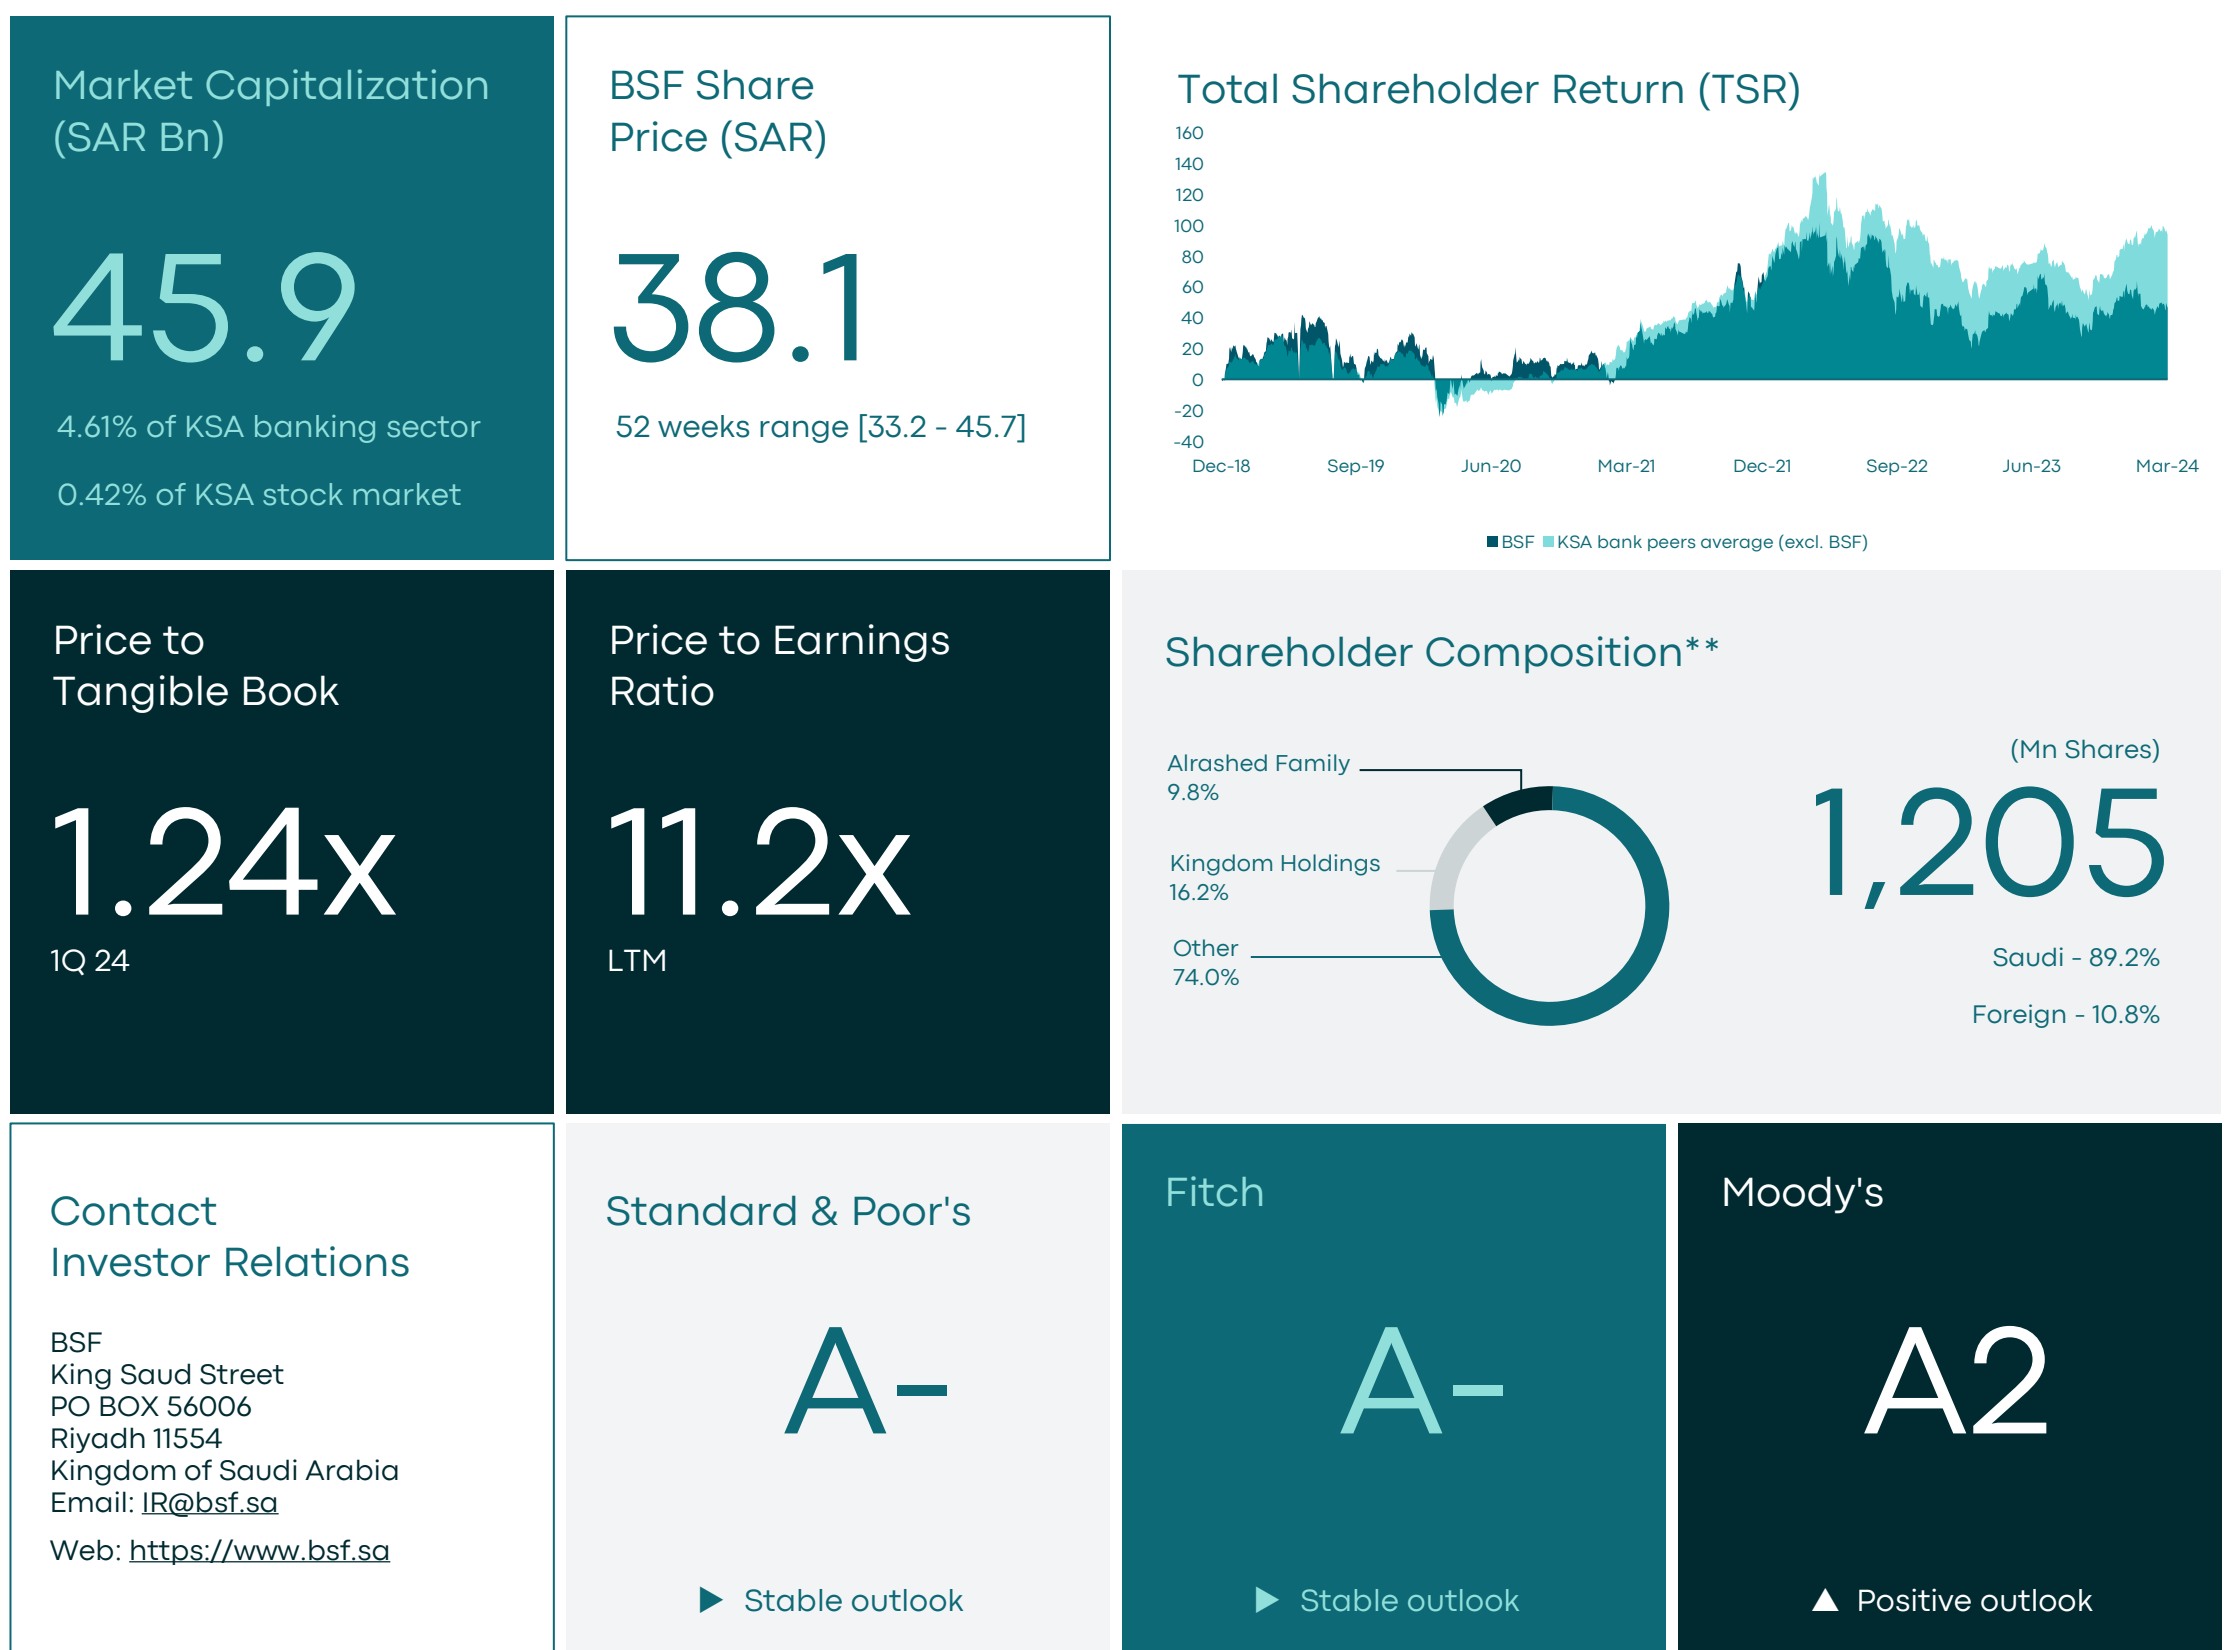 Market Capitalization
(SAR Bn)
45.9
4.61% of KSA banking sector
0.42% of KSA stock market
BSF Share
Price (SAR)
38.1
52 weeks range [33.2 - 45.7]
Total Shareholder Return (TSR)
160
140
120
100
80
60
40
20
0
-20
-40
Dec-18 Sep-19 Jun-20 Mar-21 Dec-21 Sep-22 Jun-23 Mar-24
BSF KSA bank peers average (excl. BSF)
Price to
Tangible Book
1.24x
1Q 24
Price to Earnings
Ratio
11.2x
LTM
Shareholder Composition**
Alrashed Family
9.8%
Kingdom Holdings
16.2%
Other
74.0%
(Mn Shares)
1,205
Saudi - 89.2%
Foreign - 10.8%
Contact
Investor Relations
BSF
King Saud Street
PO BOX 56006
Riyadh 11554
Kingdom of Saudi Arabia
Email: IR@bsf.sa
Web: https://www.bsf.sa
Standard & Poor's
A-
Stable outlook
Fitch
A-
Stable outlook
Moody's
A2
Positive outlook